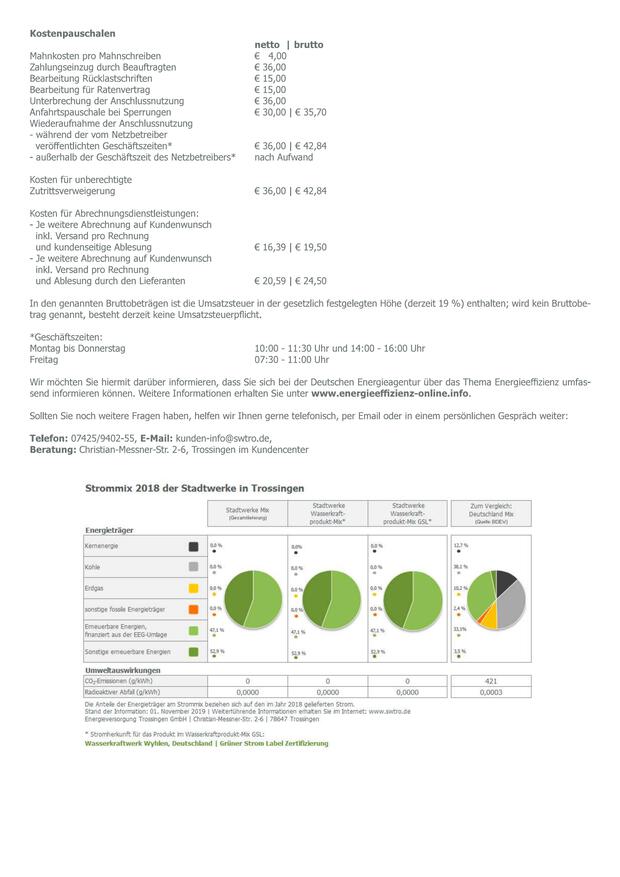 Kostenpauschalen
netto | brutto
Mahnkosten pro Mahnschreiben € 4,00
Zahlungseinzug durch Beauftragten € 36,00
Bearbeitung Rücklastschriften € 15,00
Bearbeitung für Ratenvertrag € 15,00
Unterbrechung der Anschlussnutzung € 36,00
Anfahrtspauschale bei Sperrungen € 30,00 | € 35,70
Wiederaufnahme der Anschlussnutzung
- während der vom Netzbetreiber
veröffentlichten Geschäftszeiten* € 36,00 | € 42,84
- außerhalb der Geschäftszeit des Netzbetreibers* nach Aufwand
Kosten für unberechtigte
Zutrittsverweigerung € 36,00 | € 42,84
Kosten für Abrechnungsdienstleistungen:
- Je weitere Abrechnung auf Kundenwunsch
inkl. Versand pro Rechnung
und kundenseitige Ablesung € 16,39 | € 19,50
- Je weitere Abrechnung auf Kundenwunsch
inkl. Versand pro Rechnung
und Ablesung durch den Lieferanten € 20,59 | € 24,50
In den genannten Bruttobeträgen ist die Umsatzsteuer in der gesetzlich festgelegten Höhe (derzeit 19 %) enthalten; wird kein Bruttobe-
trag genannt, besteht derzeit keine Umsatzsteuerpflicht.
*Geschäftszeiten:
Montag bis Donnerstag 10:00 - 11:30 Uhr und 14:00 - 16:00 Uhr
Freitag 07:30 - 11:00 Uhr
Wir möchten Sie hiermit darüber informieren, dass Sie sich bei der Deutschen Energieagentur über das Thema Energieeffizienz umfas-
send informieren können. Weitere Informationen erhalten Sie unter www.energieeffizienz-online.info.
Sollten Sie noch weitere Fragen haben, helfen wir Ihnen gerne telefonisch, per Email oder in einem persönlichen Gespräch weiter:
Telefon: 07425/9402-55, E-Mail: kunden-info@swtro.de,
Beratung: Christian-Messner-Str. 2-6, Trossingen im Kundencenter
Strommix 2018 der Stadtwerke in Trossingen
Stadtwerke Mix
(Gesamtlieferung)
Stadtwerke
Wasserkraft-
produkt-Mix*
Stadtwerke
Wasserkraft-
produkt-Mix GSL*
Zum Vergleich:
Deutschland Mix
(Quelle: BDEW)
Energieträger
Kernenergie 0,0 % 0,0% 0,0 % 12,7 %
Kohle 0,0 % 0,0 % 0,0 % 38,1 %
Erdgas 0,0 % 0,0 % 0,0 % 10,2 %
sonstige fossile Energieträger 0,0 % 0,0 % 0,0 % 2,4 %
Erneuerbare Energien,
finanziert aus der EEG-Umlage 47,1 % 47,1 % 47,1 % 33,1%
Sonstige erneuerbare Energien 52,9 % 52,9 % 52,9 % 3,5 %
Umweltauswirkungen
CO₂-Emissionen (g/kWh) 0 0 0 421
Radioaktiver Abfall (g/kWh) 0,0000 0,0000 0,0000 0,0003
Die Anteile der Energieträger am Strommix beziehen sich auf den im Jahr 2018 gelieferten Strom.
Stand der Information: 01. November 2019 | Weiterführende Informationen erhalten Sie im Internet: www.swtro.de
Energieversorgung Trossingen GmbH | Christian-Messner-Str. 2-6 | 78647 Trossingen
* Stromherkunft für das Produkt im Wasserkraftprodukt-Mix GSL:
Wasserkraftwerk Wyhlen, Deutschland | Grüner Strom Label Zertifizierung